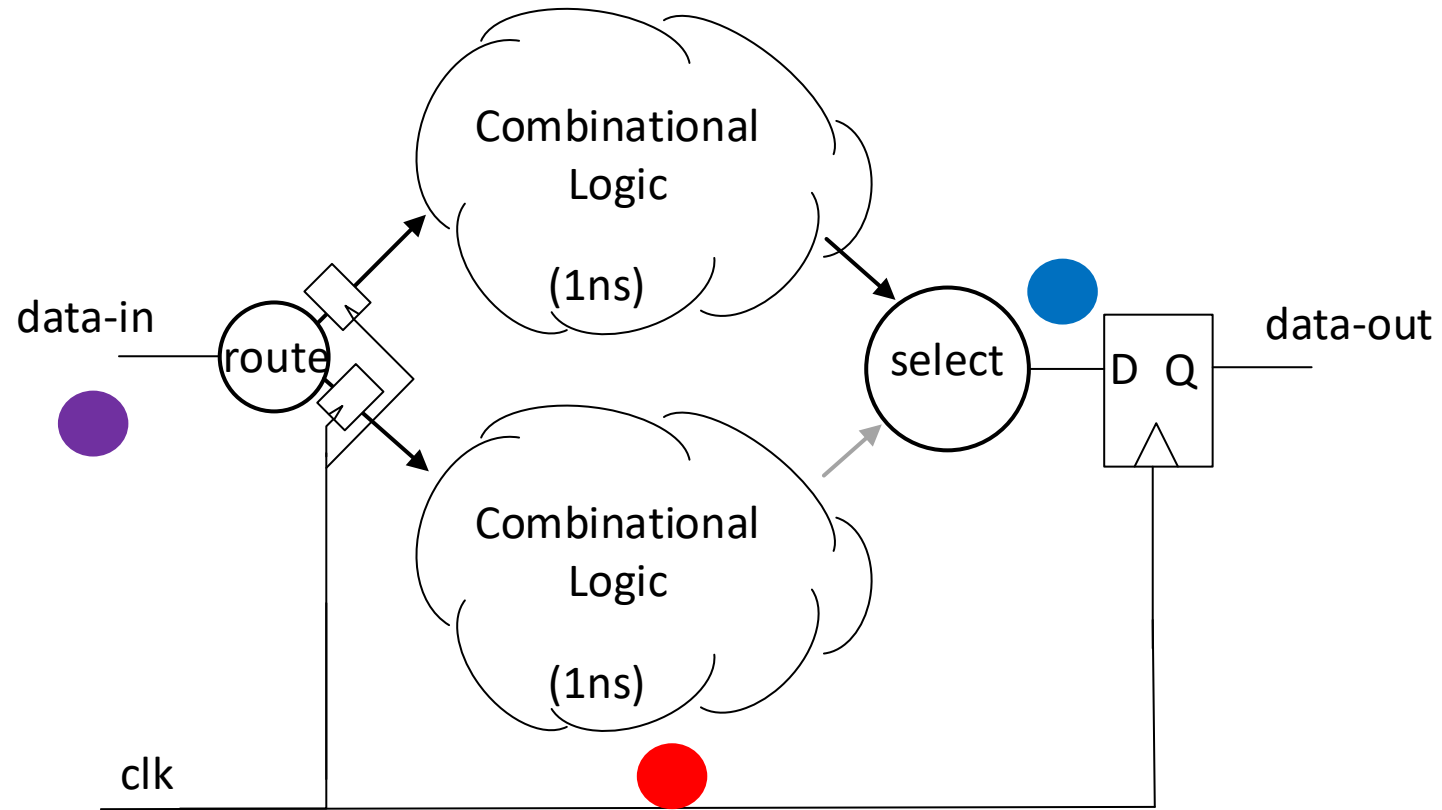 Combinational
Logic
(1ns)
data-in
route
select
D Q
data-out
Combinational
Logic
(1ns)
clk